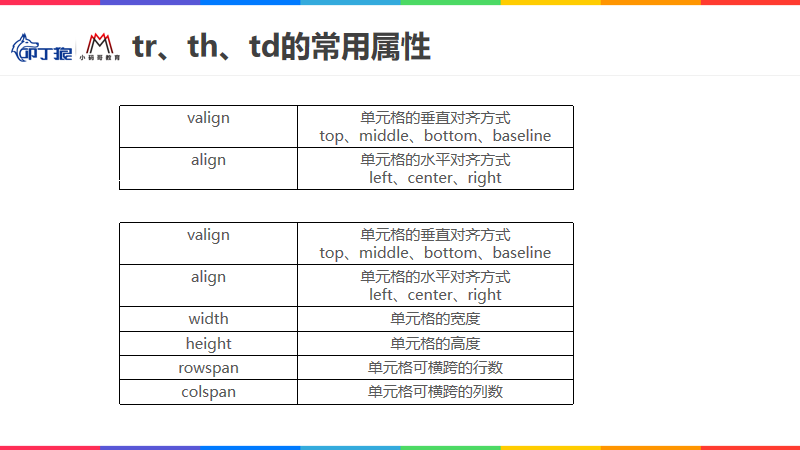 叩丁狼
小码哥教育
tr、th、td的常用属性
valign
单元格的垂直对齐方式
top、middle、bottom、baseline
align
单元格的水平对齐方式
left、center、right
valign
单元格的垂直对齐方式
top、middle、bottom、baseline
align
单元格的水平对齐方式
left、center、right
width
单元格的宽度
height
单元格的高度
rowspan
单元格可横跨的行数
colspan
单元格可横跨的列数